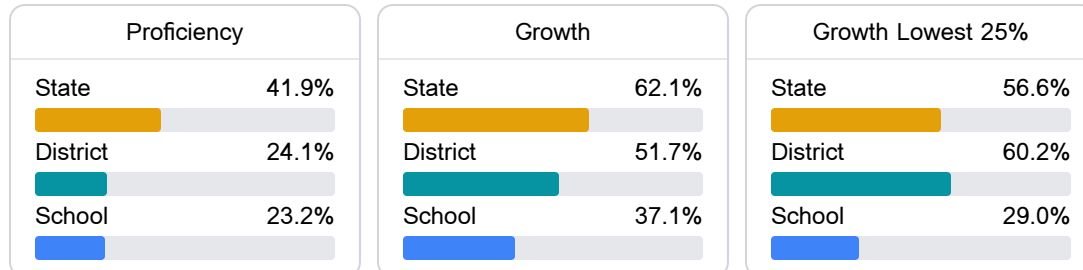 Proficiency
State 41.9%
District 24.1%
School 23.2%
Growth
State 62.1%
District 51.7%
School 37.1%
Growth Lowest 25%
State 56.6%
District 60.2%
School 29.0%